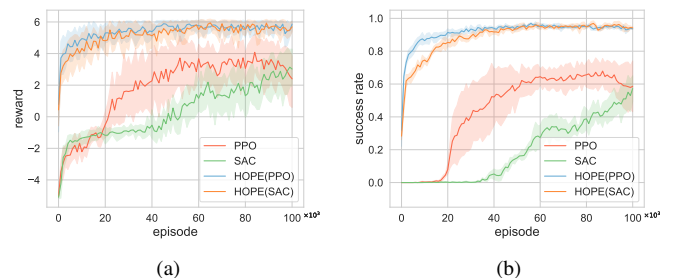 6
4
2
0
−2
−4
reward
0
20
40
60
80
100
×10³
episode
PPO
SAC
HOPE(PPO)
HOPE(SAC)
(a)
1.0
0.8
0.6
0.4
0.2
0.0
success rate
0
20
40
60
80
100
×10³
episode
PPO
SAC
HOPE(PPO)
HOPE(SAC)
(b)